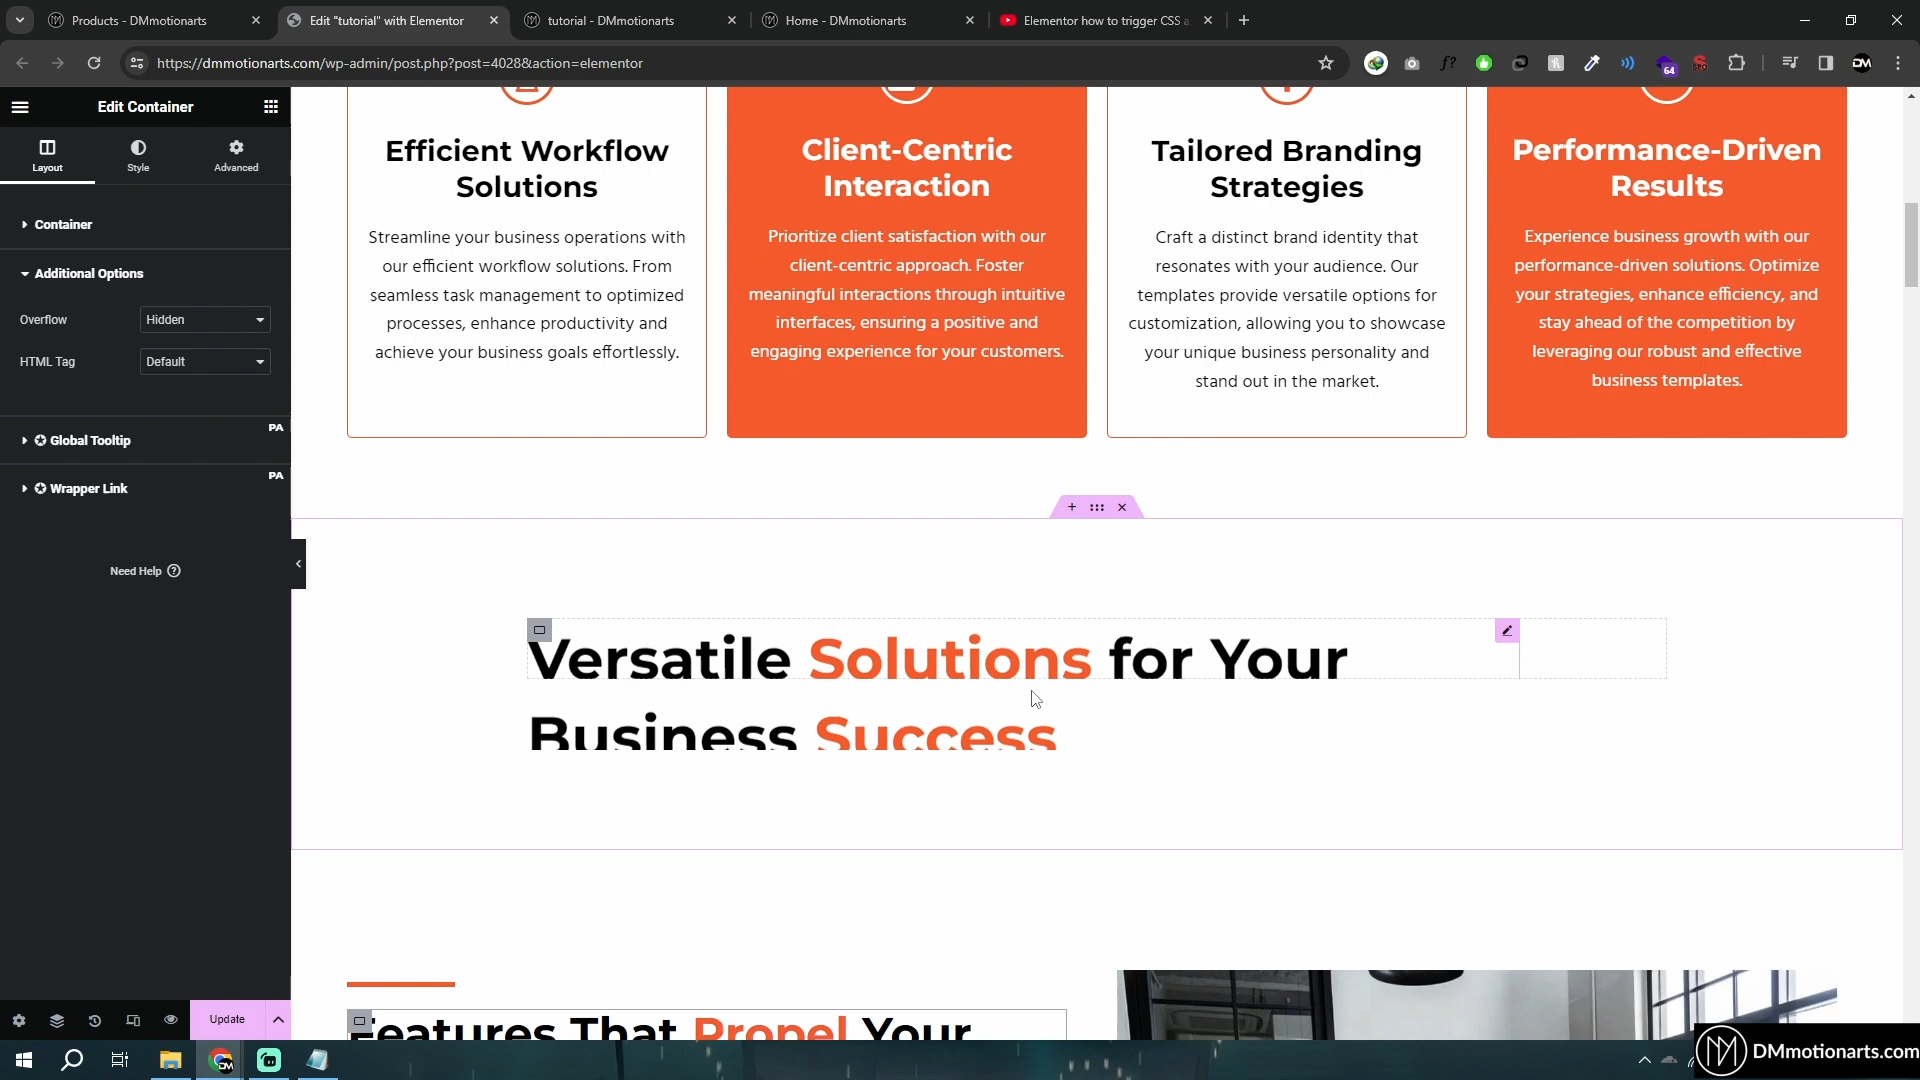 Products - DMmotionarts
Edit "tutorial" with Elementor
tutorial - DMmotionarts
Home - DMmotionarts
Elementor how to trigger CSS a
https://dmmotionarts.com/wp-admin/post.php?post=4028&action=elementor
f?
64
SEO
DM
Edit Container
Layout
Style
Advanced
Container
Additional Options
Overflow
Hidden
HTML Tag
Default
PA
Global Tooltip
PA
Wrapper Link
Need Help
Update
Efficient Workflow
Solutions
Streamline your business operations with
our efficient workflow solutions. From
seamless task management to optimized
processes, enhance productivity and
achieve your business goals effortlessly.
Client-Centric
Interaction
Prioritize client satisfaction with our
client-centric approach. Foster
meaningful interactions through intuitive
interfaces, ensuring a positive and
engaging experience for your customers.
Tailored Branding
Strategies
Craft a distinct brand identity that
resonates with your audience. Our
templates provide versatile options for
customization, allowing you to showcase
your unique business personality and
stand out in the market.
Performance-Driven
Results
Experience business growth with our
performance-driven solutions. Optimize
your strategies, enhance efficiency, and
stay ahead of the competition by
leveraging our robust and effective
business templates.
Versatile Solutions for Your
Business Success
Features That Propel Your
DMmotionarts.com